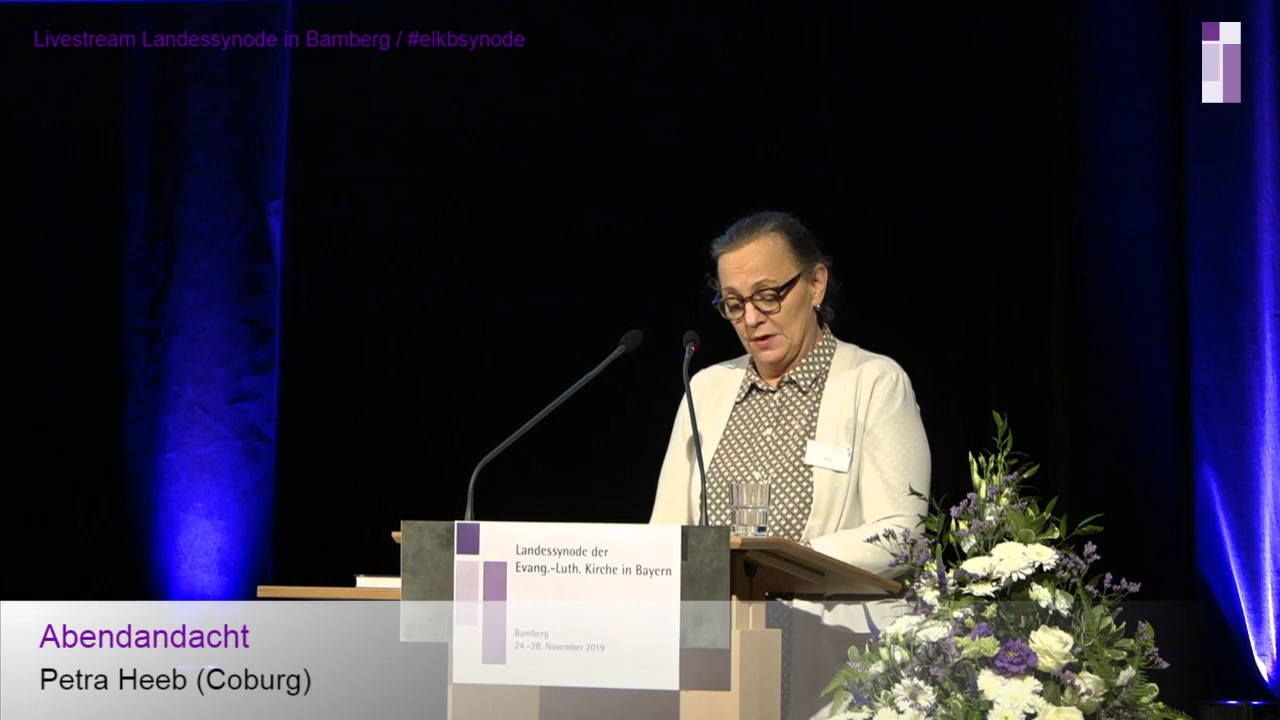 Livestream Landessynode in Bamberg / #elkbsynode
Landessynode der
Evang.-Luth. Kirche in Bayern
Bamberg
24.-28. November 2019
Abendandacht
Petra Heeb (Coburg)